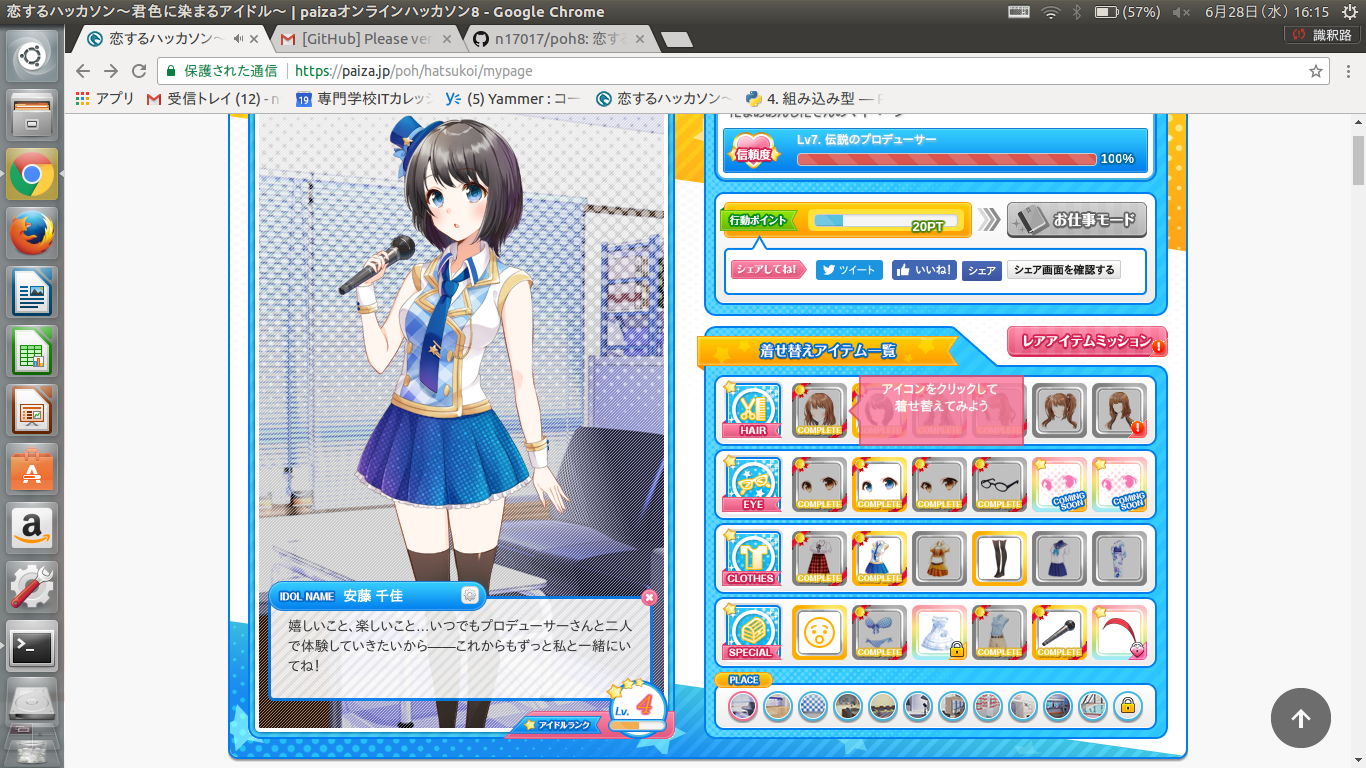 恋するハッカソン～君色に染まるアイドル～ | paizaオンラインハッカソン8 - Google Chrome
(57%)
6月28日 (水) 16:15
識釈路
恋するハッカソン～
[GitHub] Please ver
n17017/poh8: 恋する
保護された通信
https://paiza.jp/poh/hatsukoi/mypage
アプリ
受信トレイ (12) - n
専門学校ITカレッジ
(5) Yammer : コー
恋するハッカソン～
4. 組み込み型 —
信頼度
Lv7. 伝説のプロデューサー
100%
行動ポイント
20PT
お仕事モード
シェアしてね!
ツイート
いいね!
シェア
シェア画面を確認する
着せ替えアイテム一覧
レアアイテムミッション
HAIR
COMPLETE
アイコンをクリックして
着せ替えてみよう
EYE
COMPLETE
COMPLETE
COMPLETE
COMPLETE
COMING SOON
COMING SOON
CLOTHES
COMPLETE
COMPLETE
SPECIAL
COMPLETE
COMPLETE
COMPLETE
PLACE
IDOL NAME 安藤 千佳
嬉しいこと、楽しいこと…いつでもプロデューサーさんと二人
で体験していきたいから——これからもずっと私と一緒にい
てね！
アイドルランク
Lv. 4